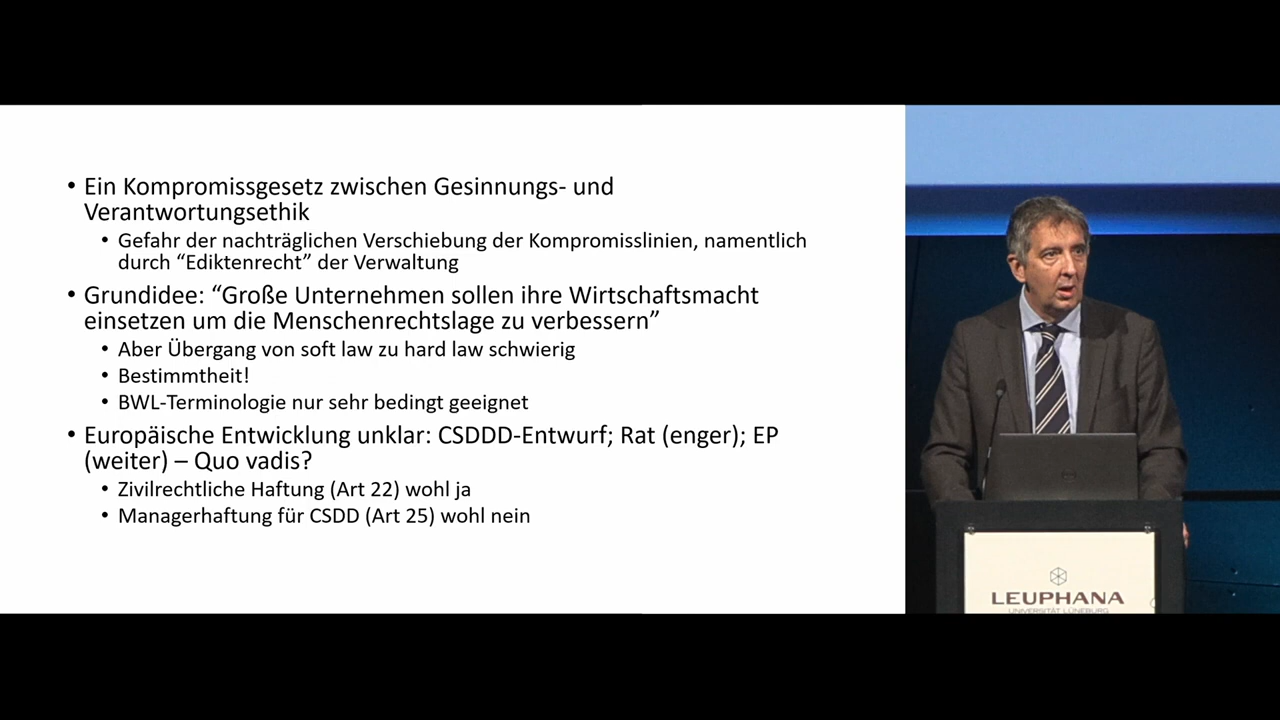 • Ein Kompromissgesetz zwischen Gesinnungs- und
Verantwortungsethik
• Gefahr der nachträglichen Verschiebung der Kompromisslinien, namentlich
durch “Ediktenrecht” der Verwaltung
• Grundidee: “Große Unternehmen sollen ihre Wirtschaftsmacht
einsetzen um die Menschenrechtslage zu verbessern”
• Aber Übergang von soft law zu hard law schwierig
• Bestimmtheit!
• BWL-Terminologie nur sehr bedingt geeignet
• Europäische Entwicklung unklar: CSDDD-Entwurf; Rat (enger); EP
(weiter) – Quo vadis?
• Zivilrechtliche Haftung (Art 22) wohl ja
• Managerhaftung für CSDD (Art 25) wohl nein
LEUPHANA
UNIVERSITÄT LÜNEBURG